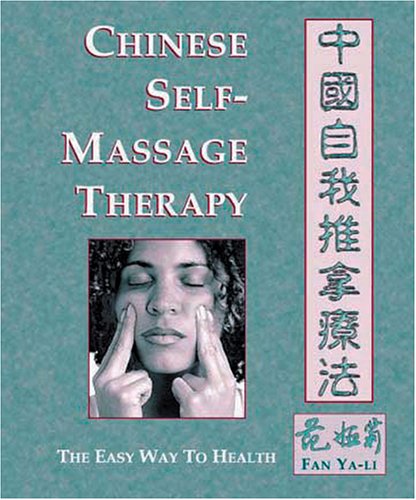 CHINESE
SELF-
MASSAGE
THERAPY
THE EASY WAY TO HEALTH
中國自我推拿療法
范娅莉
FAN YA-LI